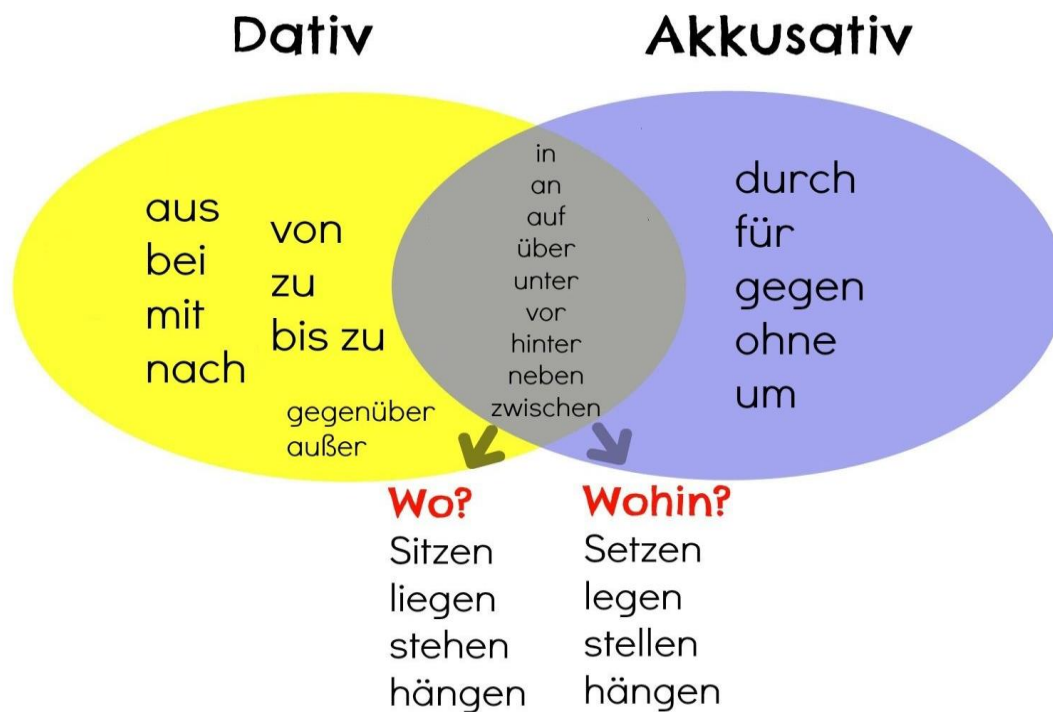 Dativ
Akkusativ
aus
bei
mit
nach
von
zu
bis zu
gegenüber
außer
in
an
auf
über
unter
vor
hinter
neben
zwischen
durch
für
gegen
ohne
um
Wo?
Sitzen
liegen
stehen
hängen
Wohin?
Setzen
legen
stellen
hängen